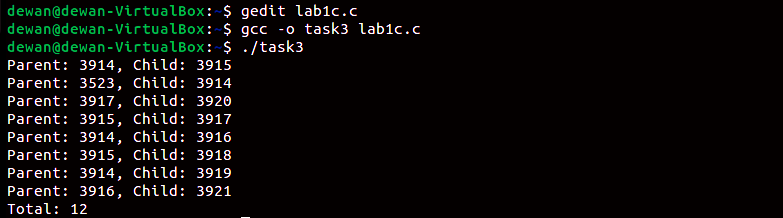 dewan@dewan-VirtualBox:~$ gedit lab1c.c
dewan@dewan-VirtualBox:~$ gcc -o task3 lab1c.c
dewan@dewan-VirtualBox:~$ ./task3
Parent: 3914, Child: 3915
Parent: 3523, Child: 3914
Parent: 3917, Child: 3920
Parent: 3915, Child: 3917
Parent: 3914, Child: 3916
Parent: 3915, Child: 3918
Parent: 3914, Child: 3919
Parent: 3916, Child: 3921
Total: 12